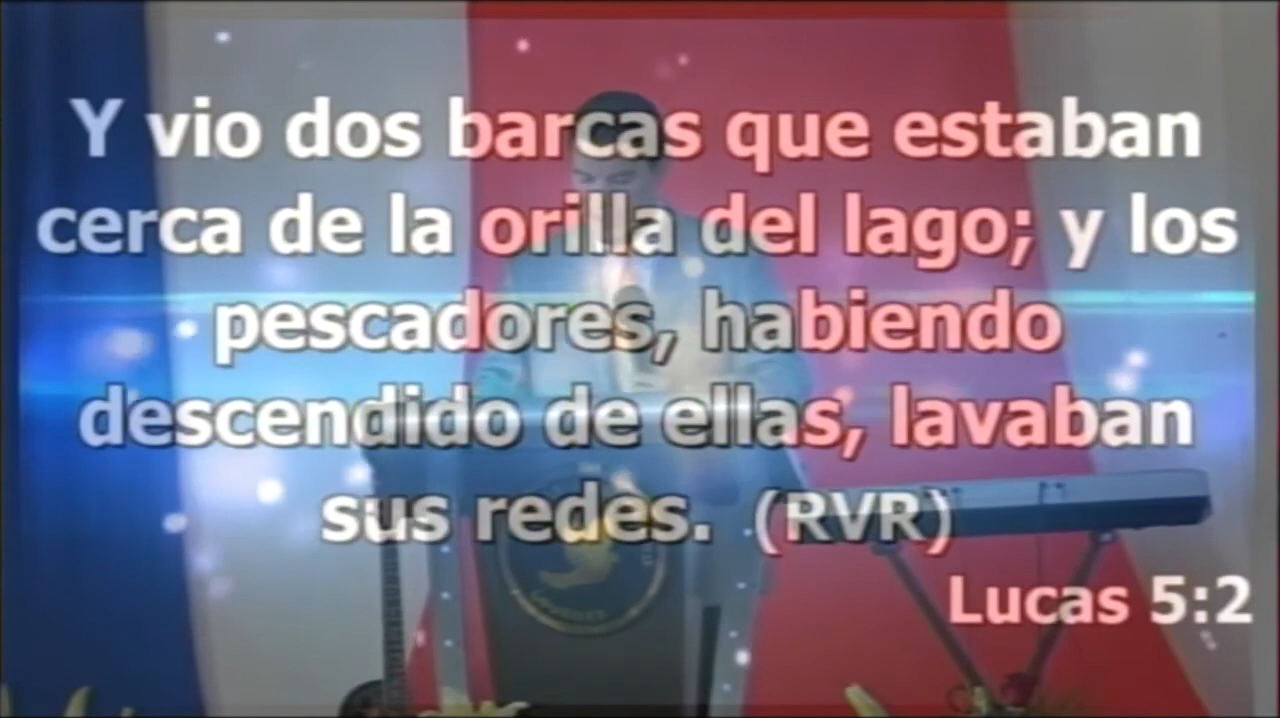 Y vio dos barcas que estaban
cerca de la orilla del lago; y los
pescadores, habiendo
descendido de ellas, lavaban
sus redes. (RVR)
Lucas 5:2